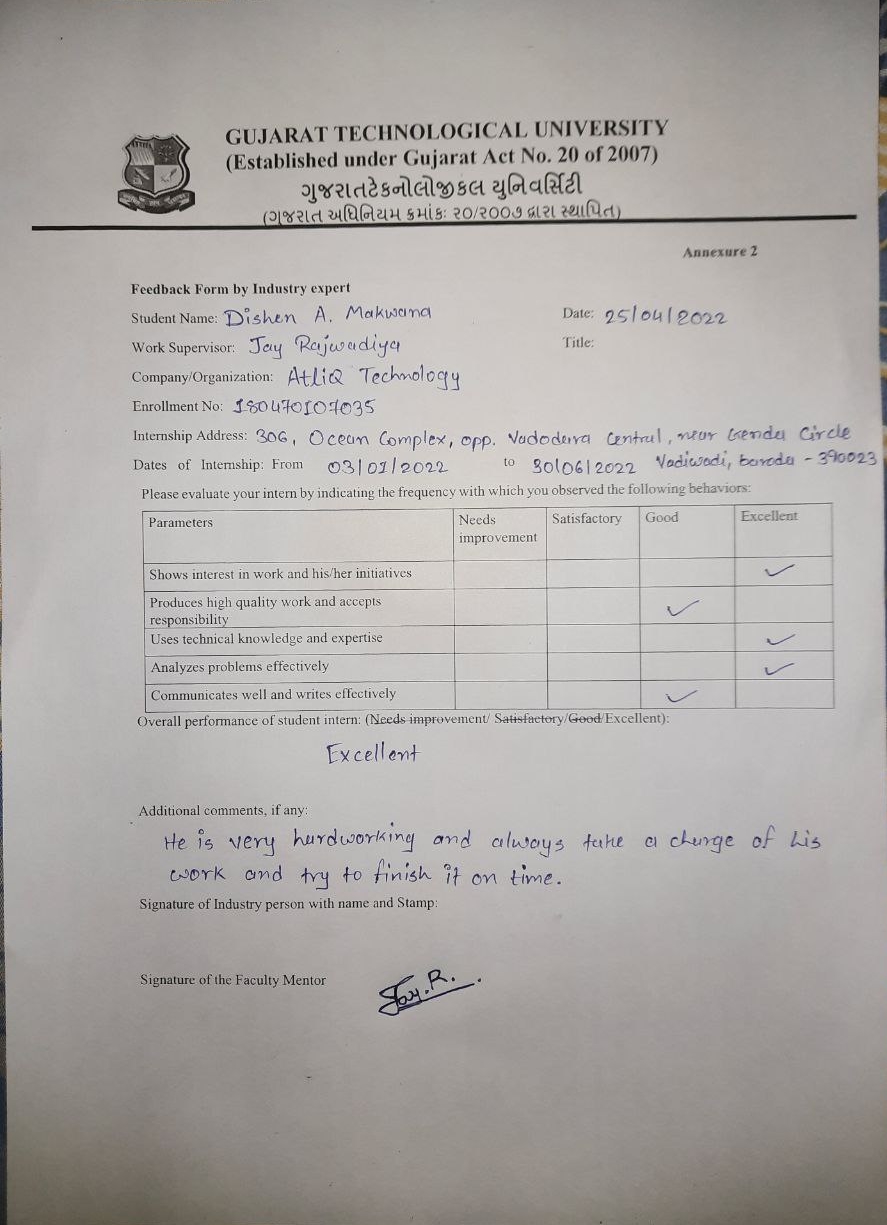 GUJARAT TECHNOLOGICAL UNIVERSITY
(Established under Gujarat Act No. 20 of 2007)
ગુજરાતટેકનોલોજીકલ યુનિવર્સિટી
(ગુજરાત અધિનિયમ ક્રમાંકઃ ૨૦/૨૦૦૭ દ્વારા સ્થાપિત)
Annexure 2
Feedback Form by Industry expert
Student Name: Dishen A. Makwana Date: 25/04/2022
Work Supervisor: Jay Rajwadiya Title:
Company/Organization: AtliQ Technology
Enrollment No: 180470107035
Internship Address: 306, Ocean Complex, opp. Vadodara Central, near Genda Circle
Dates of Internship: From 03/01/2022 to 30/06/2022 Vadiwadi, baroda - 390023
Please evaluate your intern by indicating the frequency with which you observed the following behaviors:
Parameters Needs improvement Satisfactory Good Excellent
Shows interest in work and his/her initiatives ✓
Produces high quality work and accepts responsibility ✓
Uses technical knowledge and expertise ✓
Analyzes problems effectively ✓
Communicates well and writes effectively ✓
Overall performance of student intern: (Needs improvement/ Satisfactory/Good/Excellent):
Excellent
Additional comments, if any:
He is very hardworking and always take a charge of his
work and try to finish it on time.
Signature of Industry person with name and Stamp:
Signature of the Faculty Mentor Jay.R.